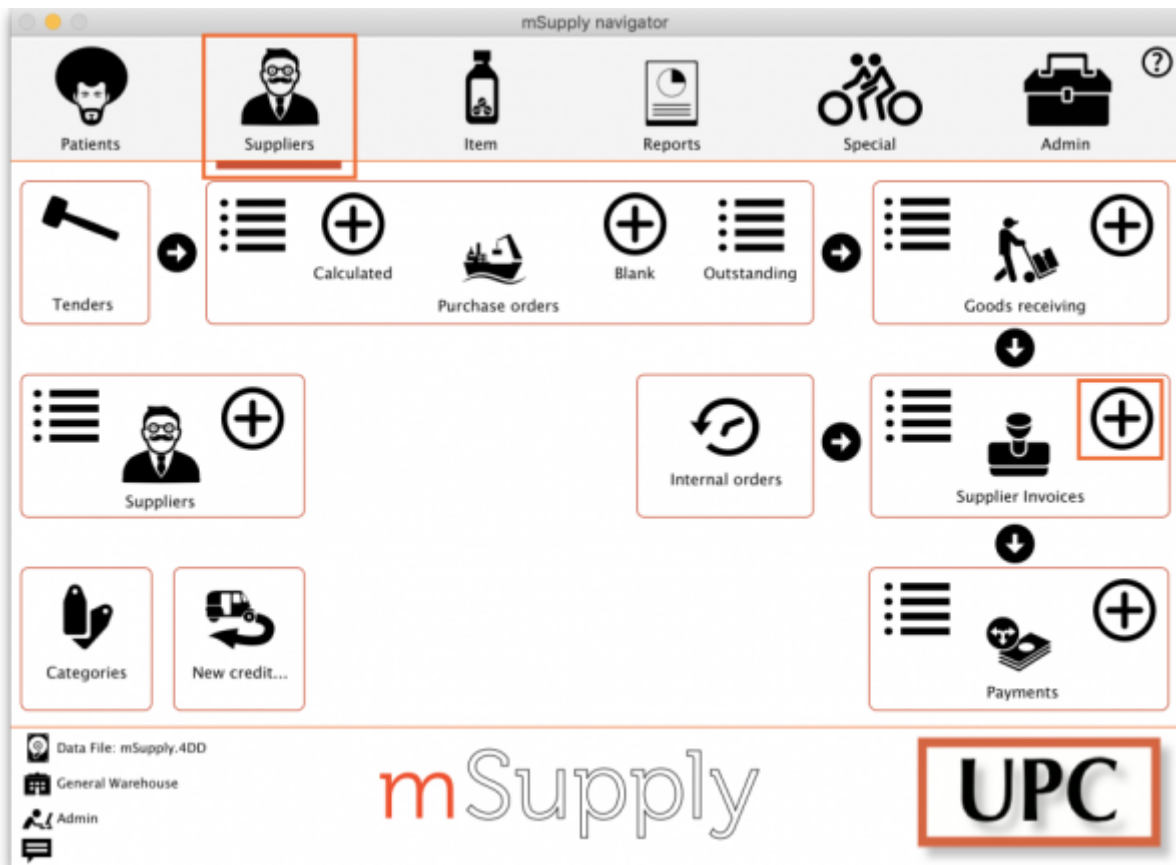 mSupply navigator
?
Patients
Suppliers
Item
Reports
Special
Admin
Calculated
Blank
Outstanding
Tenders
Purchase orders
Goods receiving
Internal orders
Suppliers
Supplier Invoices
Categories
New credit...
Payments
Data File: mSupply.4DD
General Warehouse
Admin
mSupply
UPC